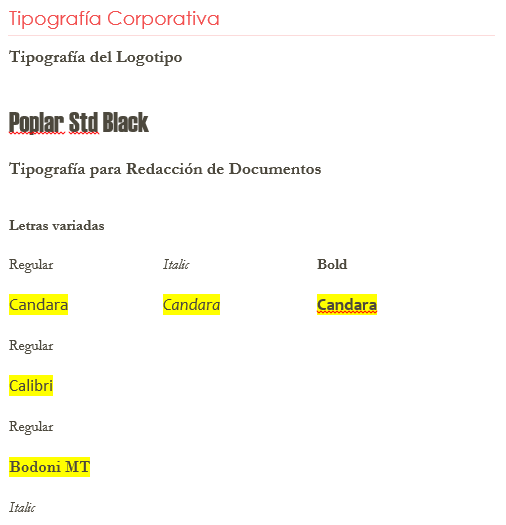 Tipografía Corporativa
Tipografía del Logotipo
Poplar Std Black
Tipografía para Redacción de Documentos
Letras variadas
Regular Italic Bold
Candara Candara Candara
Regular
Calibri
Regular
Bodoni MT
Italic